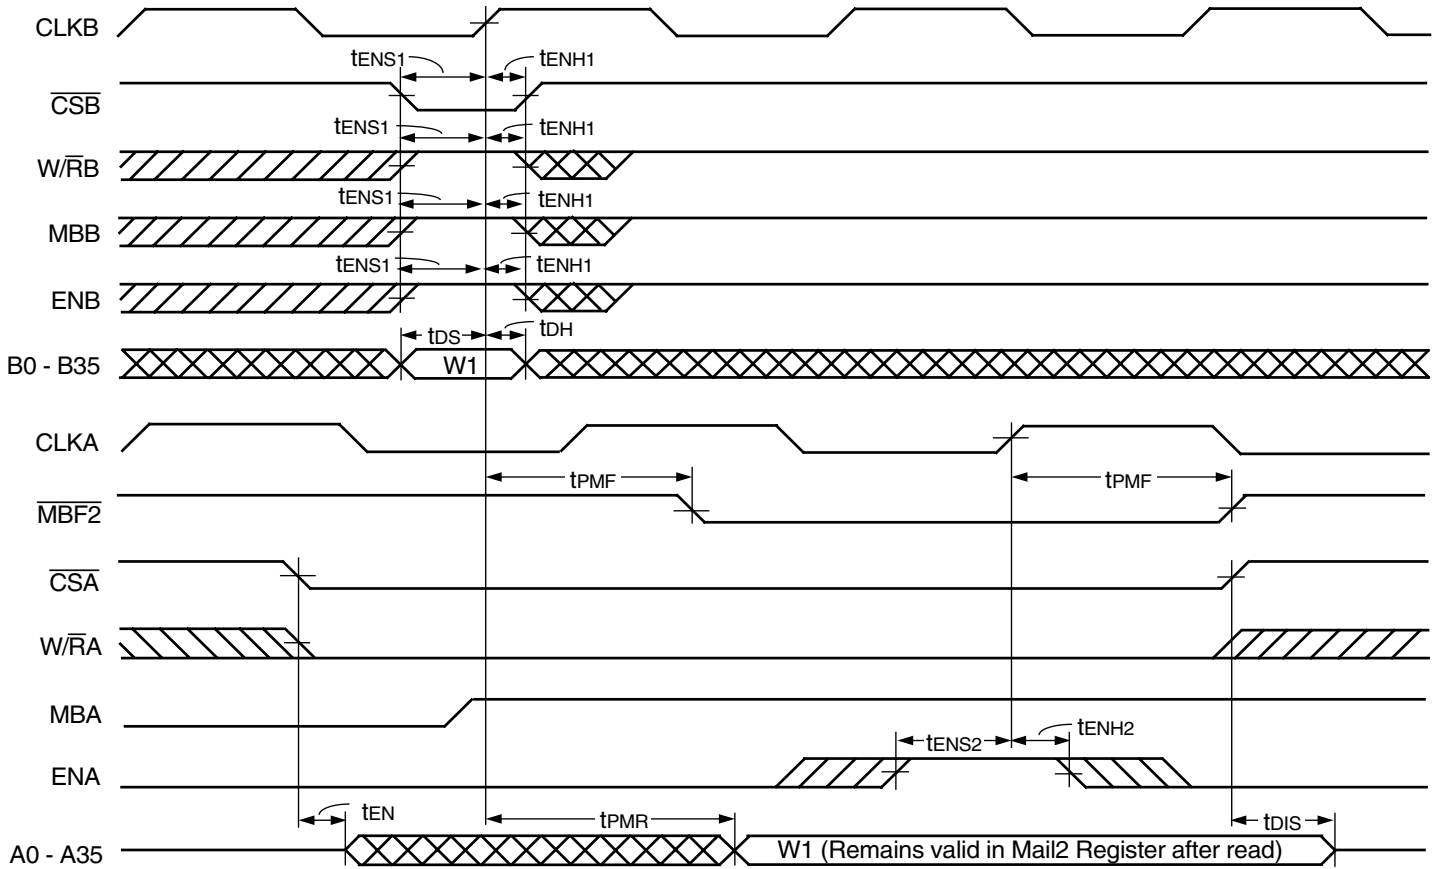 CLKB
tENS1 tENH1
CSB
tENS1 tENH1
W/RB
tENS1 tENH1
MBB
tENS1 tENH1
ENB
tDS tDH
B0 - B35 W1
CLKA
tPMF tPMF
MBF2
CSA
W/RA
MBA
tENS2 tENH2
ENA
tEN tPMR tDIS
A0 - A35 W1 (Remains valid in Mail2 Register after read)